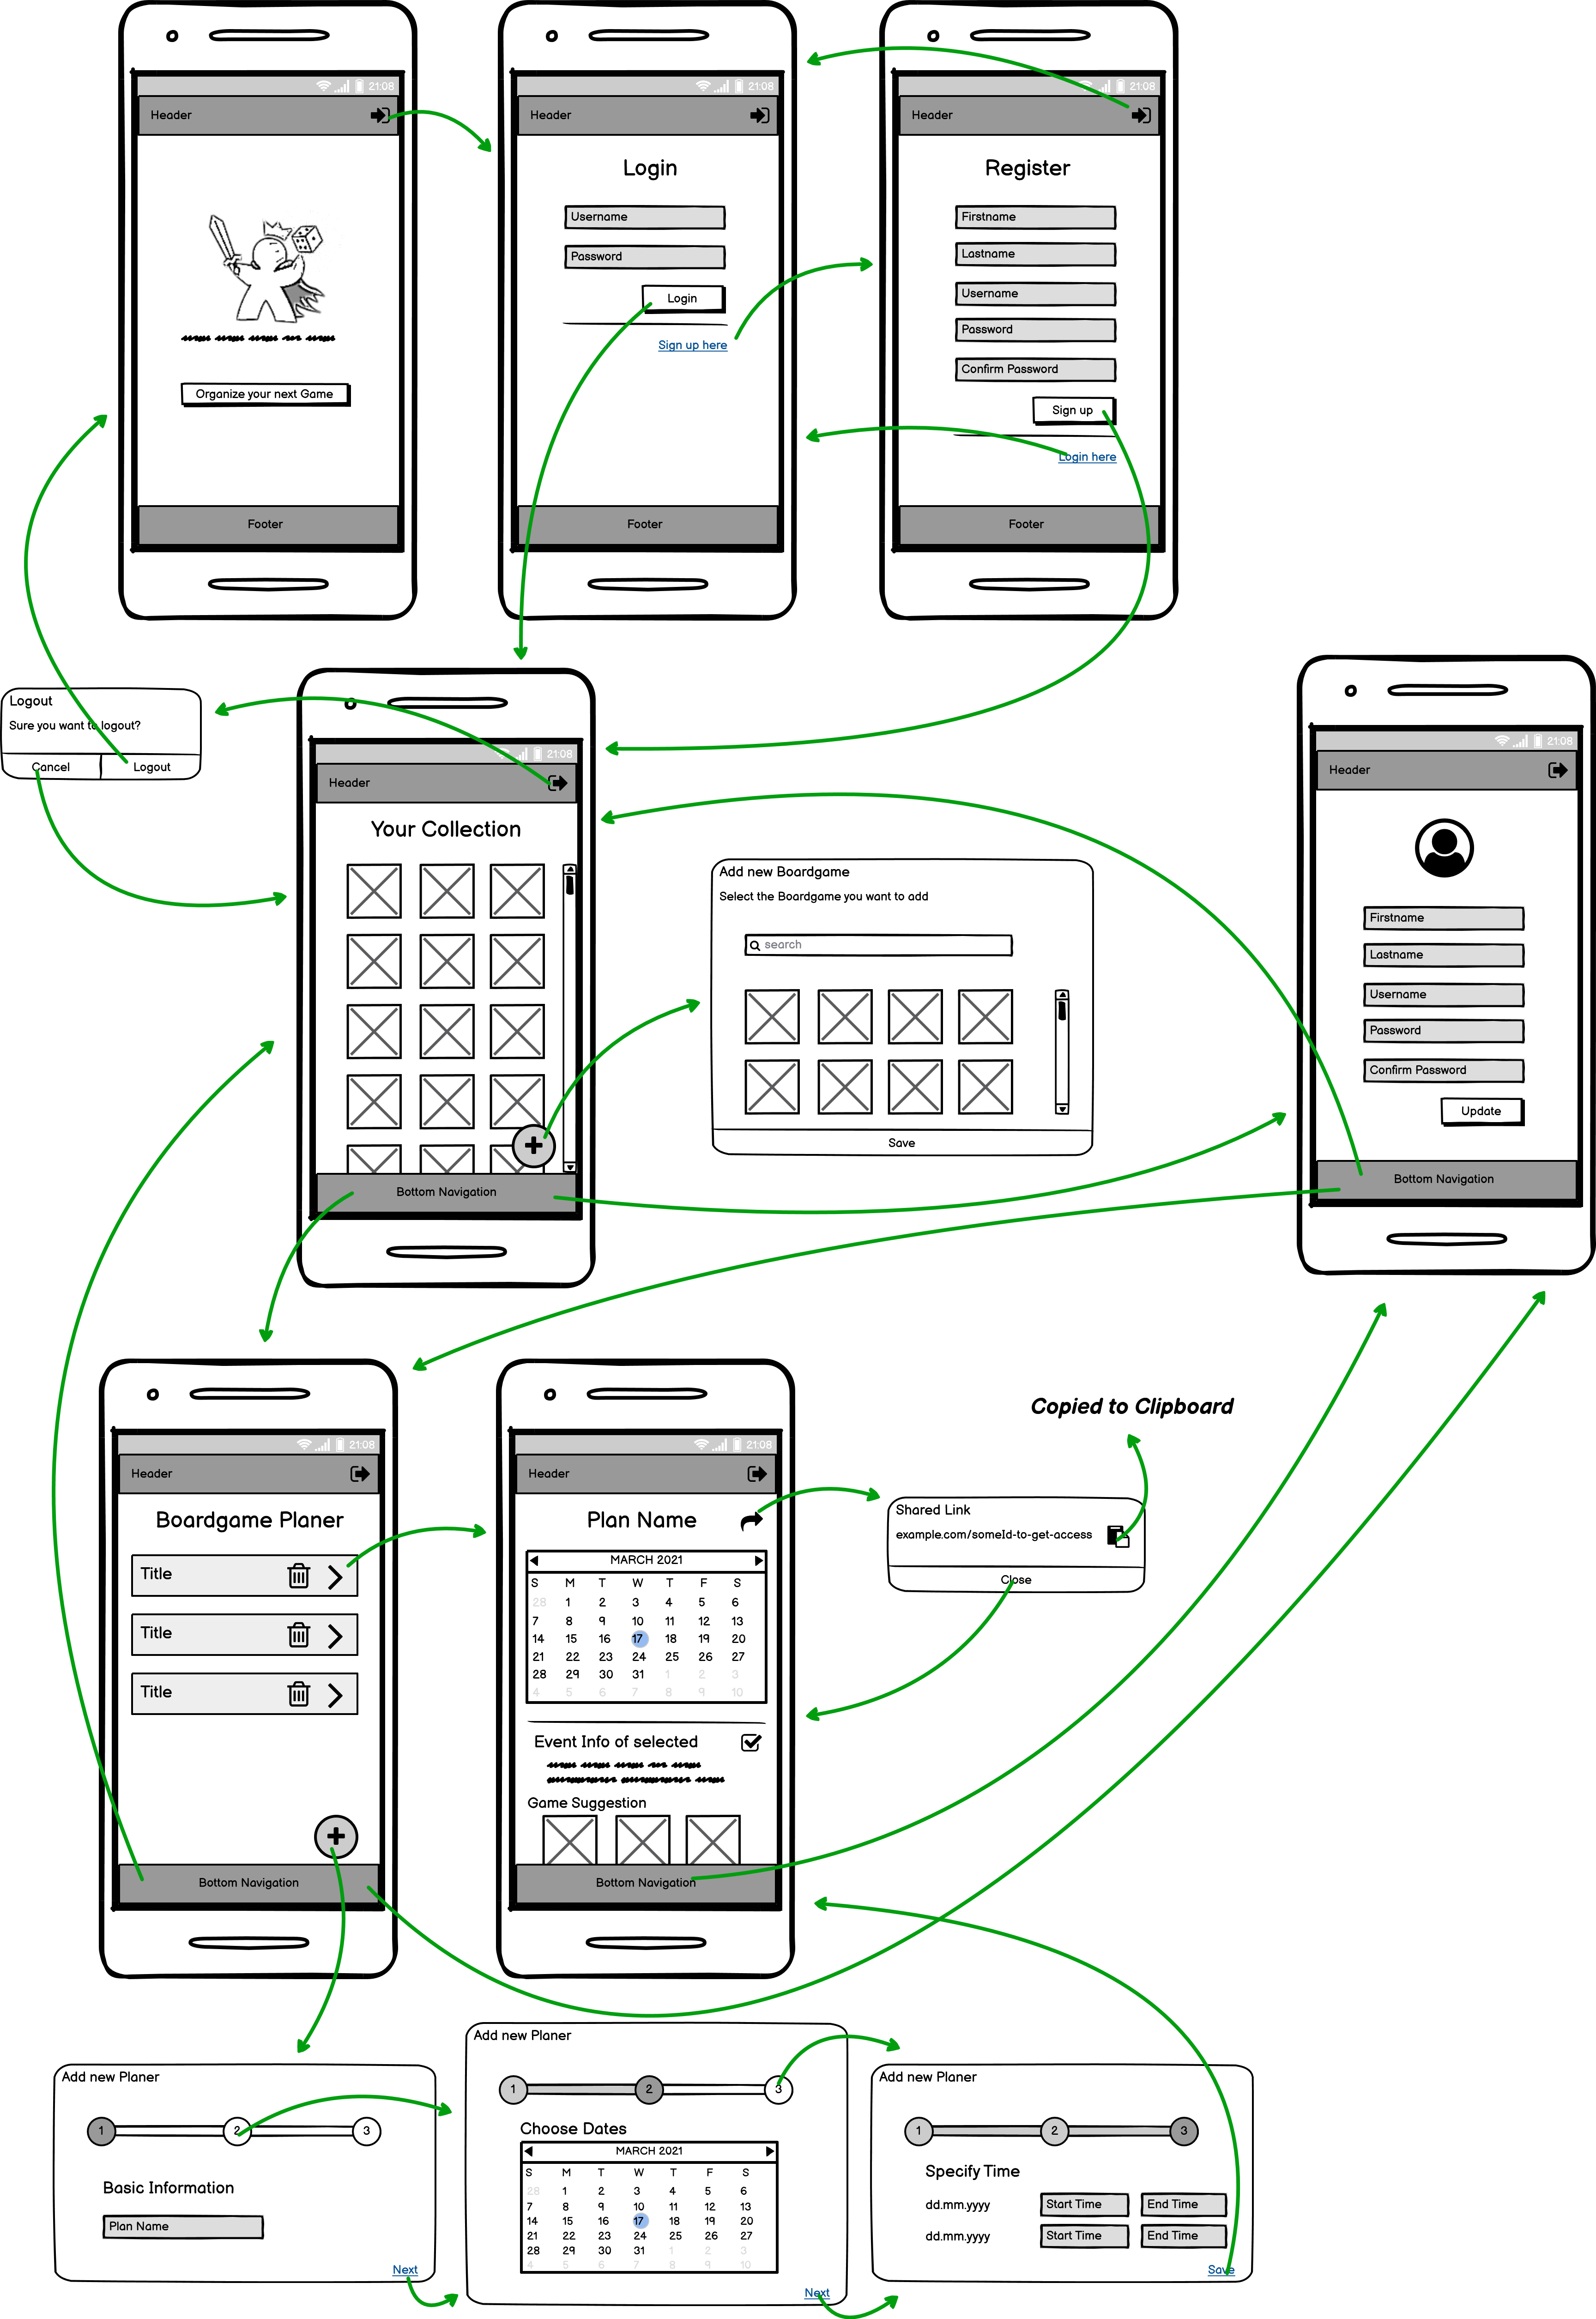 21:08
Header
Organize your next Game
Footer
21:08
Header
Login
Username
Password
Login
Sign up here
Footer
21:08
Header
Register
Firstname
Lastname
Username
Password
Confirm Password
Sign up
Login here
Footer
Logout
Sure you want to logout?
Cancel Logout
21:08
Header
Your Collection
Bottom Navigation
Add new Boardgame
Select the Boardgame you want to add
search
Save
21:08
Header
Firstname
Lastname
Username
Password
Confirm Password
Update
Bottom Navigation
21:08
Header
Boardgame Planer
Title
Title
Title
Bottom Navigation
21:08
Header
Plan Name
MARCH 2021
S M T W T F S
28 1 2 3 4 5 6
7 8 9 10 11 12 13
14 15 16 17 18 19 20
21 22 23 24 25 26 27
28 29 30 31 1 2 3
4 5 6 7 8 9 10
Event Info of selected
Game Suggestion
Bottom Navigation
Copied to Clipboard
Shared Link
example.com/someId-to-get-access
Close
Add new Planer
1 2 3
Basic Information
Plan Name
Next
Add new Planer
1 2 3
Choose Dates
MARCH 2021
S M T W T F S
28 1 2 3 4 5 6
7 8 9 10 11 12 13
14 15 16 17 18 19 20
21 22 23 24 25 26 27
28 29 30 31 1 2 3
4 5 6 7 8 9 10
Next
Add new Planer
1 2 3
Specify Time
dd.mm.yyyy Start Time End Time
dd.mm.yyyy Start Time End Time
Save